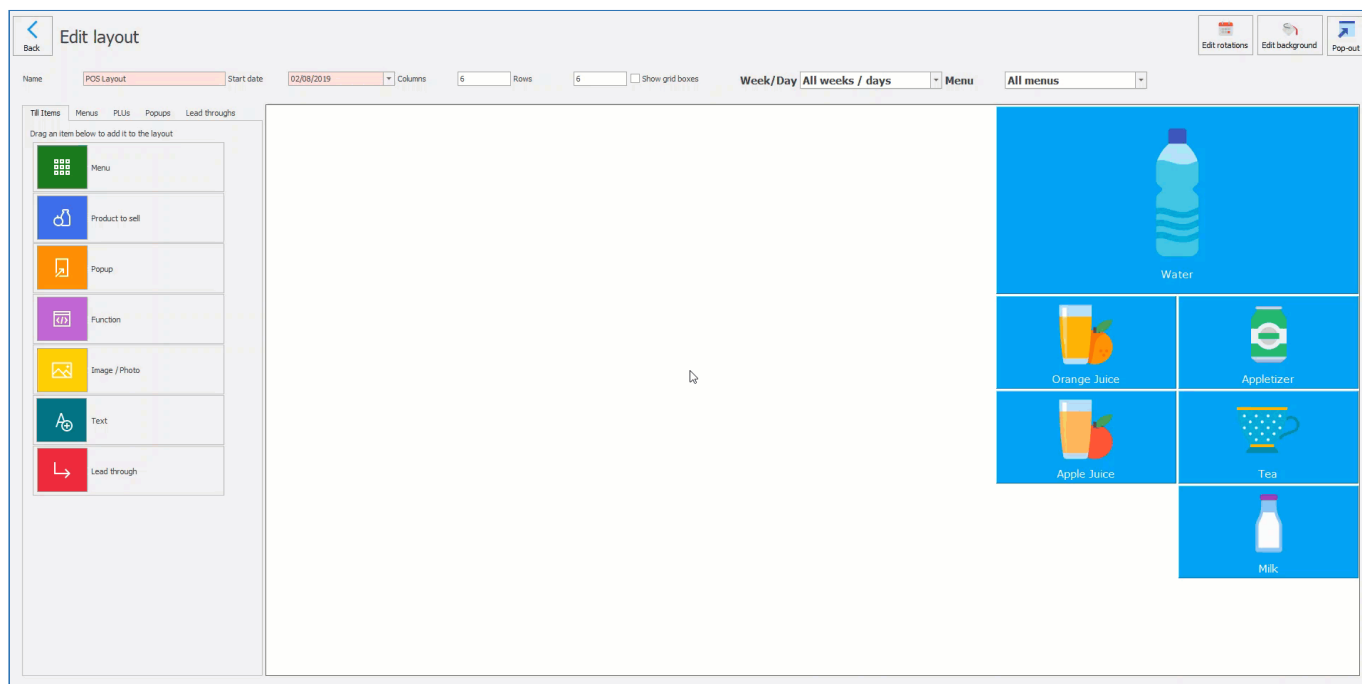 Back
Edit layout
Edit rotations
Edit background
Pop-out
Name POS Layout Start date 02/08/2019 Columns 6 Rows 6 Show grid boxes Week/Day All weeks / days Menu All menus
Till Items Menus PLUs Popups Lead throughs
Drag an item below to add it to the layout
Menu
Product to sell
Popup
Function
Image / Photo
Text
Lead through
Water
Orange Juice Appletizer
Apple Juice Tea
Milk